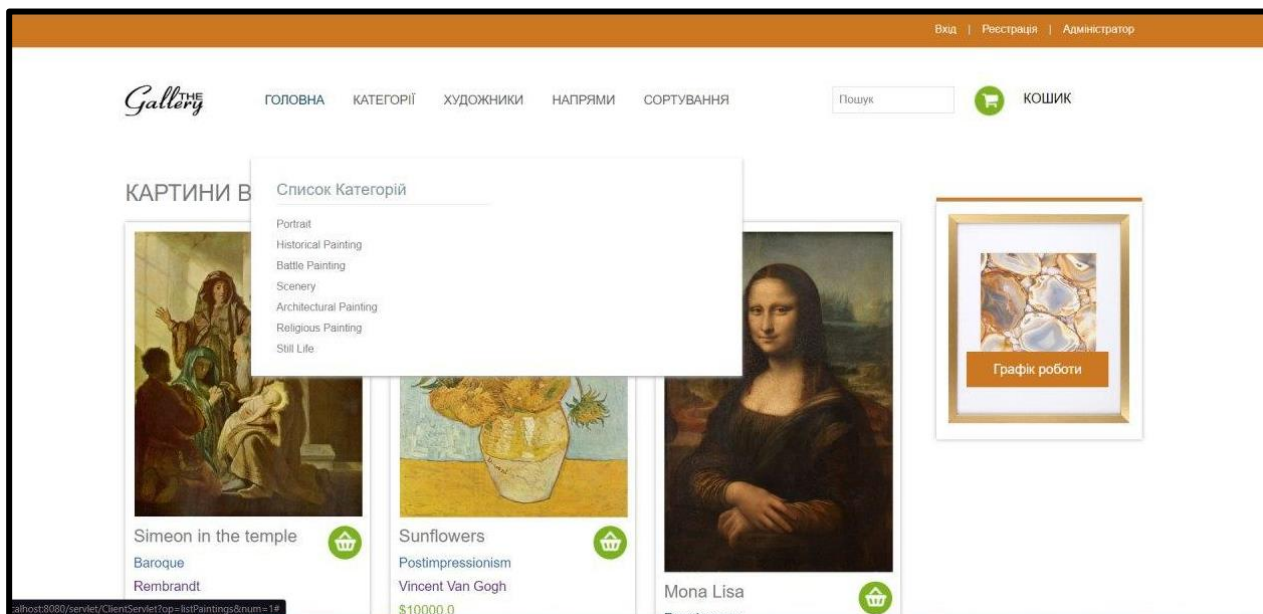 Вхід | Реєстрація | Адміністратор
THE Gallery
ГОЛОВНА КАТЕГОРІЇ ХУДОЖНИКИ НАПРЯМИ СОРТУВАННЯ Пошук КОШИК
КАРТИНИ В
Список Категорій
Portrait
Historical Painting
Battle Painting
Scenery
Architectural Painting
Religious Painting
Still Life
Графік роботи
Simeon in the temple
Baroque
Rembrandt
Sunflowers
Postimpressionism
Vincent Van Gogh
$10000.0
Mona Lisa
alhost:8080/servlet/ClientServlet?op=listPaintings&num=1#